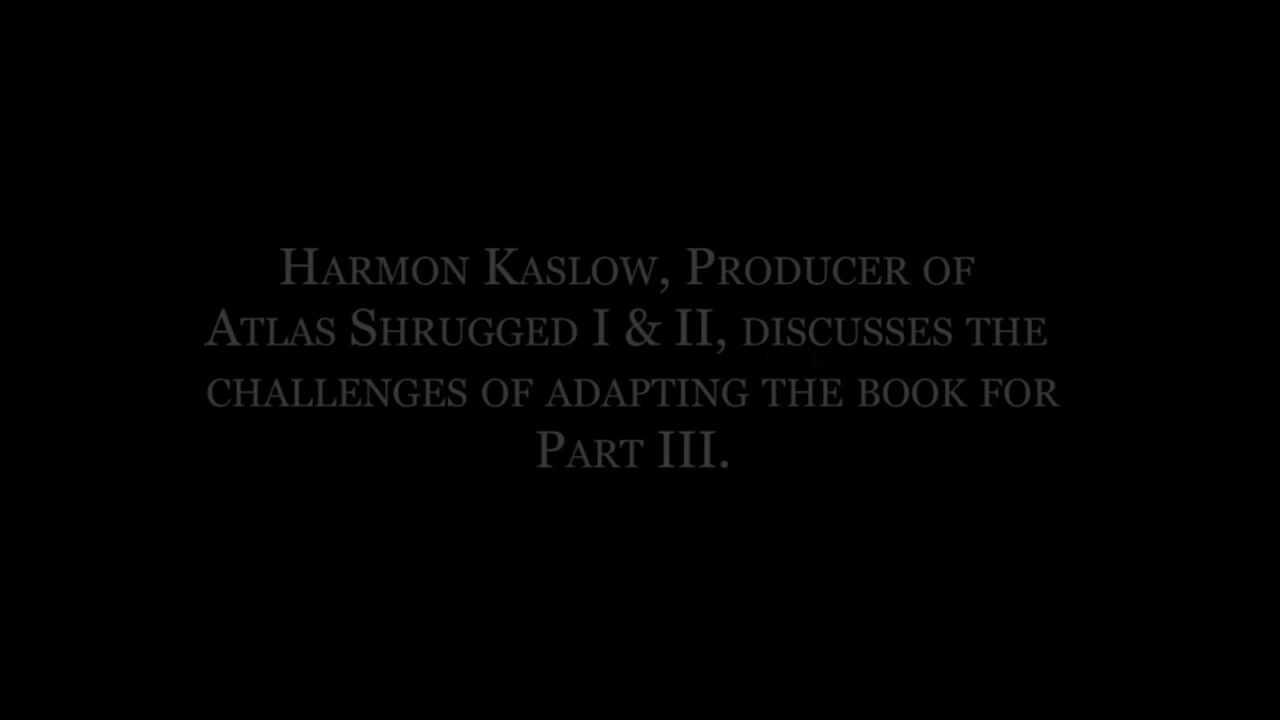 Harmon Kaslow, Producer of
Atlas Shrugged I & II, discusses the
challenges of adapting the book for
Part III.